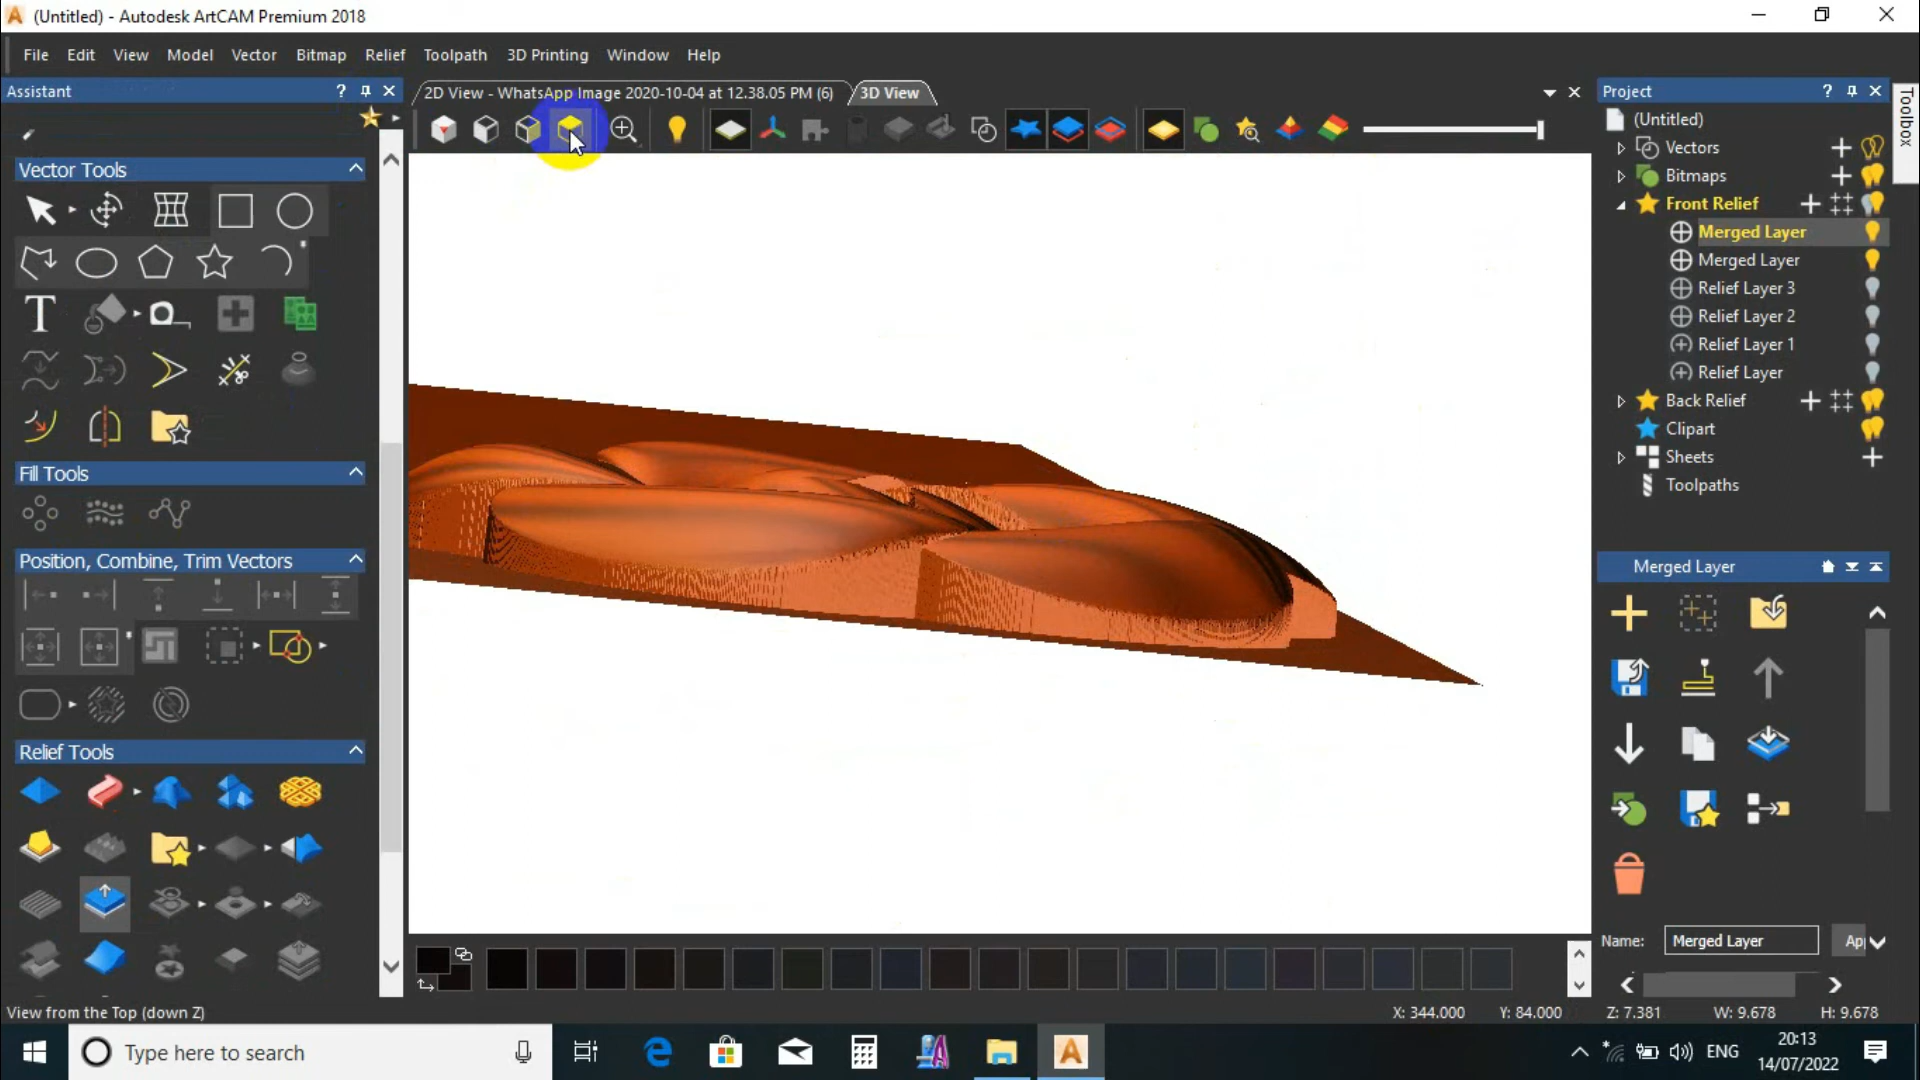 (Untitled) - Autodesk ArtCAM Premium 2018
File Edit View Model Vector Bitmap Relief Toolpath 3D Printing Window Help
Assistant
2D View - WhatsApp Image 2020-10-04 at 12.38.05 PM (6)
3D View
Project
Toolbox
(Untitled)
Vectors
Bitmaps
Front Relief
Merged Layer
Merged Layer
Relief Layer 3
Relief Layer 2
Relief Layer 1
Relief Layer
Back Relief
Clipart
Sheets
Toolpaths
Vector Tools
Fill Tools
Position, Combine, Trim Vectors
Relief Tools
Merged Layer
Name: Merged Layer Ap
View from the Top (down Z)
X: 344.000 Y: 84.000 Z: 7.381 W: 9.678 H: 9.678
Type here to search
ENG
20:13
14/07/2022